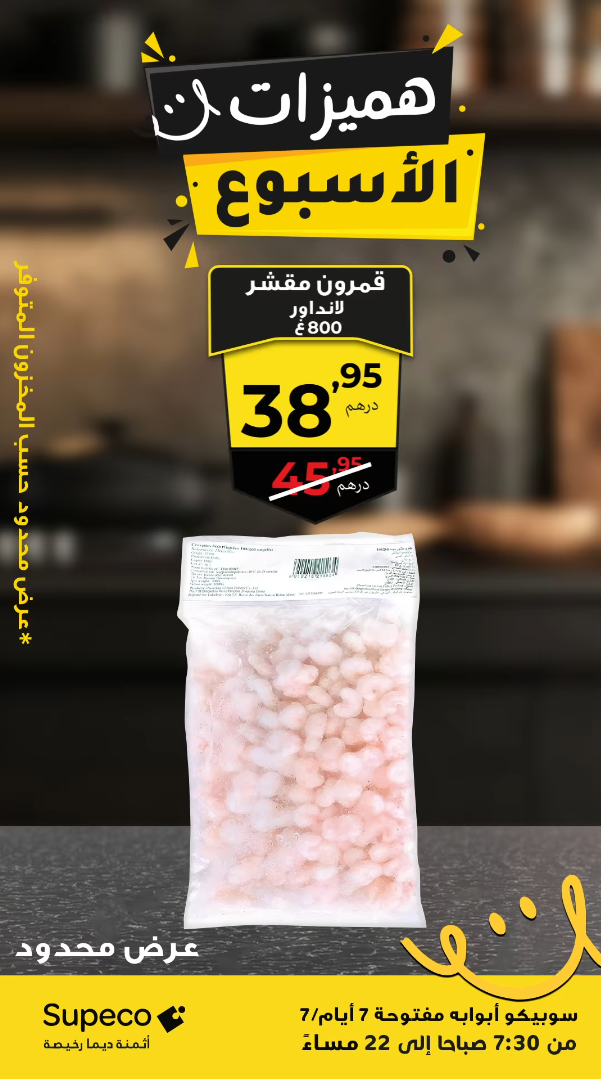 هميزات
الأسبوع
قمرون مقشر
لانداور
800 غ
38,95
درهم
45,95
درهم
*عرض محدود حسب المخزون المتوفر
عرض محدود
Supeco
أثمنة ديما رخيصة
سوبيكو أبوابه مفتوحة 7 أيام/7
من 7:30 صباحا إلى 22 مساءً